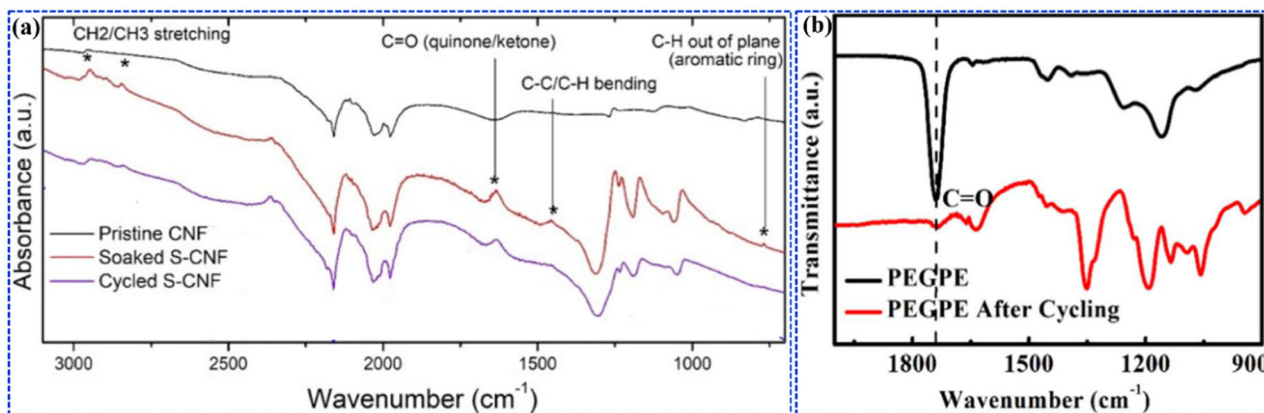 (a)
CH2/CH3 stretching
C=O (quinone/ketone)
C-H out of plane
(aromatic ring)
C-C/C-H bending
* * * * *
Absorbance (a.u.)
Pristine CNF
Soaked S-CNF
Cycled S-CNF
3000 2500 2000 1500 1000
Wavenumber (cm⁻¹)
(b)
Transmittance (a.u.)
C=O
PEGPE
PEGPE After Cycling
1800 1500 1200 900
Wavenumber (cm⁻¹)